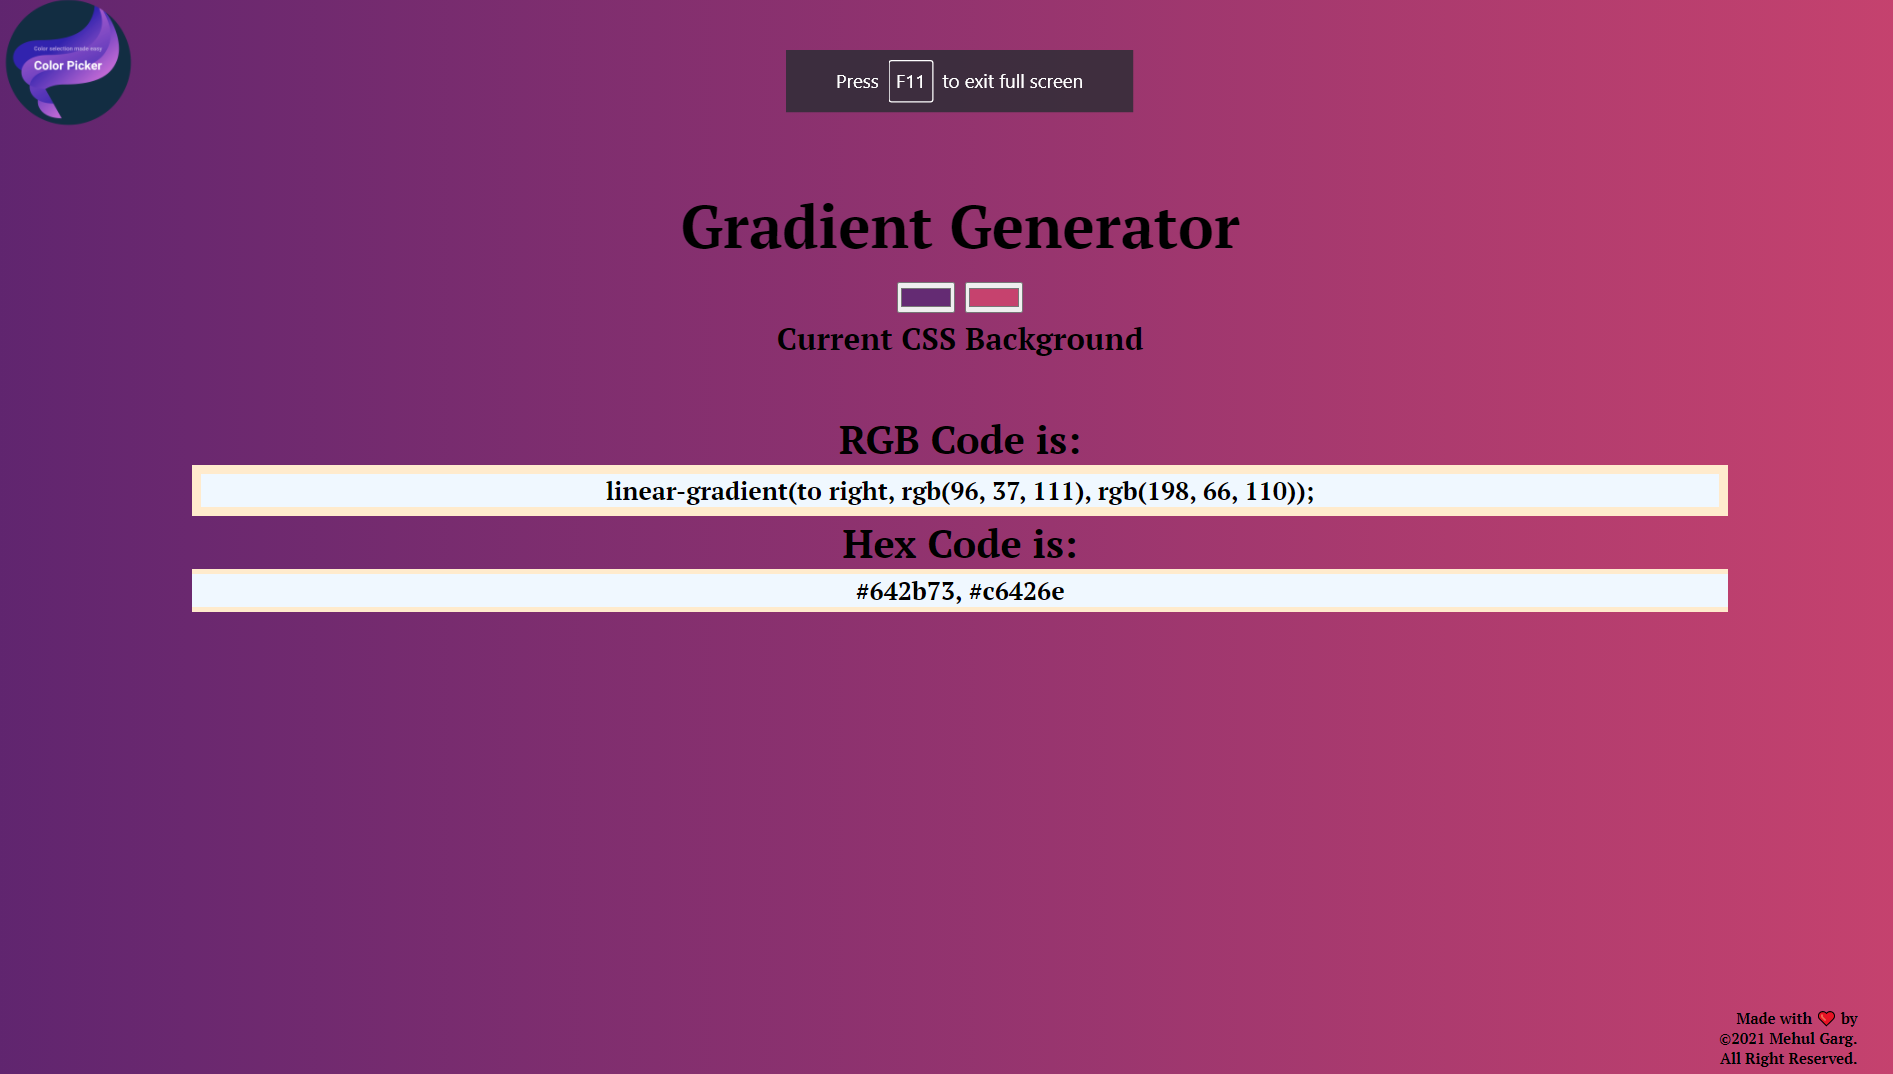 Color selection made easy
Color Picker
Press F11 to exit full screen
Gradient Generator
Current CSS Background
RGB Code is:
linear-gradient(to right, rgb(96, 37, 111), rgb(198, 66, 110));
Hex Code is:
#642b73, #c6426e
Made with ❤️ by
©2021 Mehul Garg.
All Right Reserved.